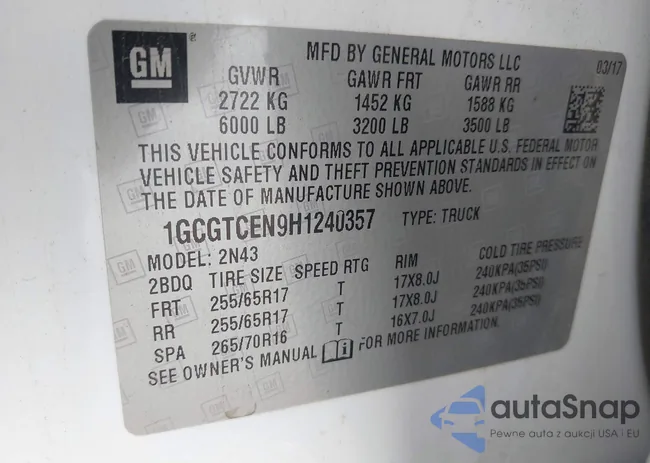 GM
MFD BY GENERAL MOTORS LLC
03/17
GVWR GAWR FRT GAWR RR
2722 KG 1452 KG 1588 KG
6000 LB 3200 LB 3500 LB
THIS VEHICLE CONFORMS TO ALL APPLICABLE U.S. FEDERAL MOTOR
VEHICLE SAFETY AND THEFT PREVENTION STANDARDS IN EFFECT ON
THE DATE OF MANUFACTURE SHOWN ABOVE.
1GCGTCEN9H1240357 TYPE: TRUCK
MODEL: 2N43
2BDQ TIRE SIZE SPEED RTG RIM COLD TIRE PRESSURE
FRT 255/65R17 T 17X8.0J 240KPA(35PSI)
RR 255/65R17 T 17X8.0J 240KPA(35PSI)
SPA 265/70R16 T 16X7.0J 240KPA(35PSI)
SEE OWNER'S MANUAL FOR MORE INFORMATION.
autaSnap
Pewne auta z aukcji USA i EU